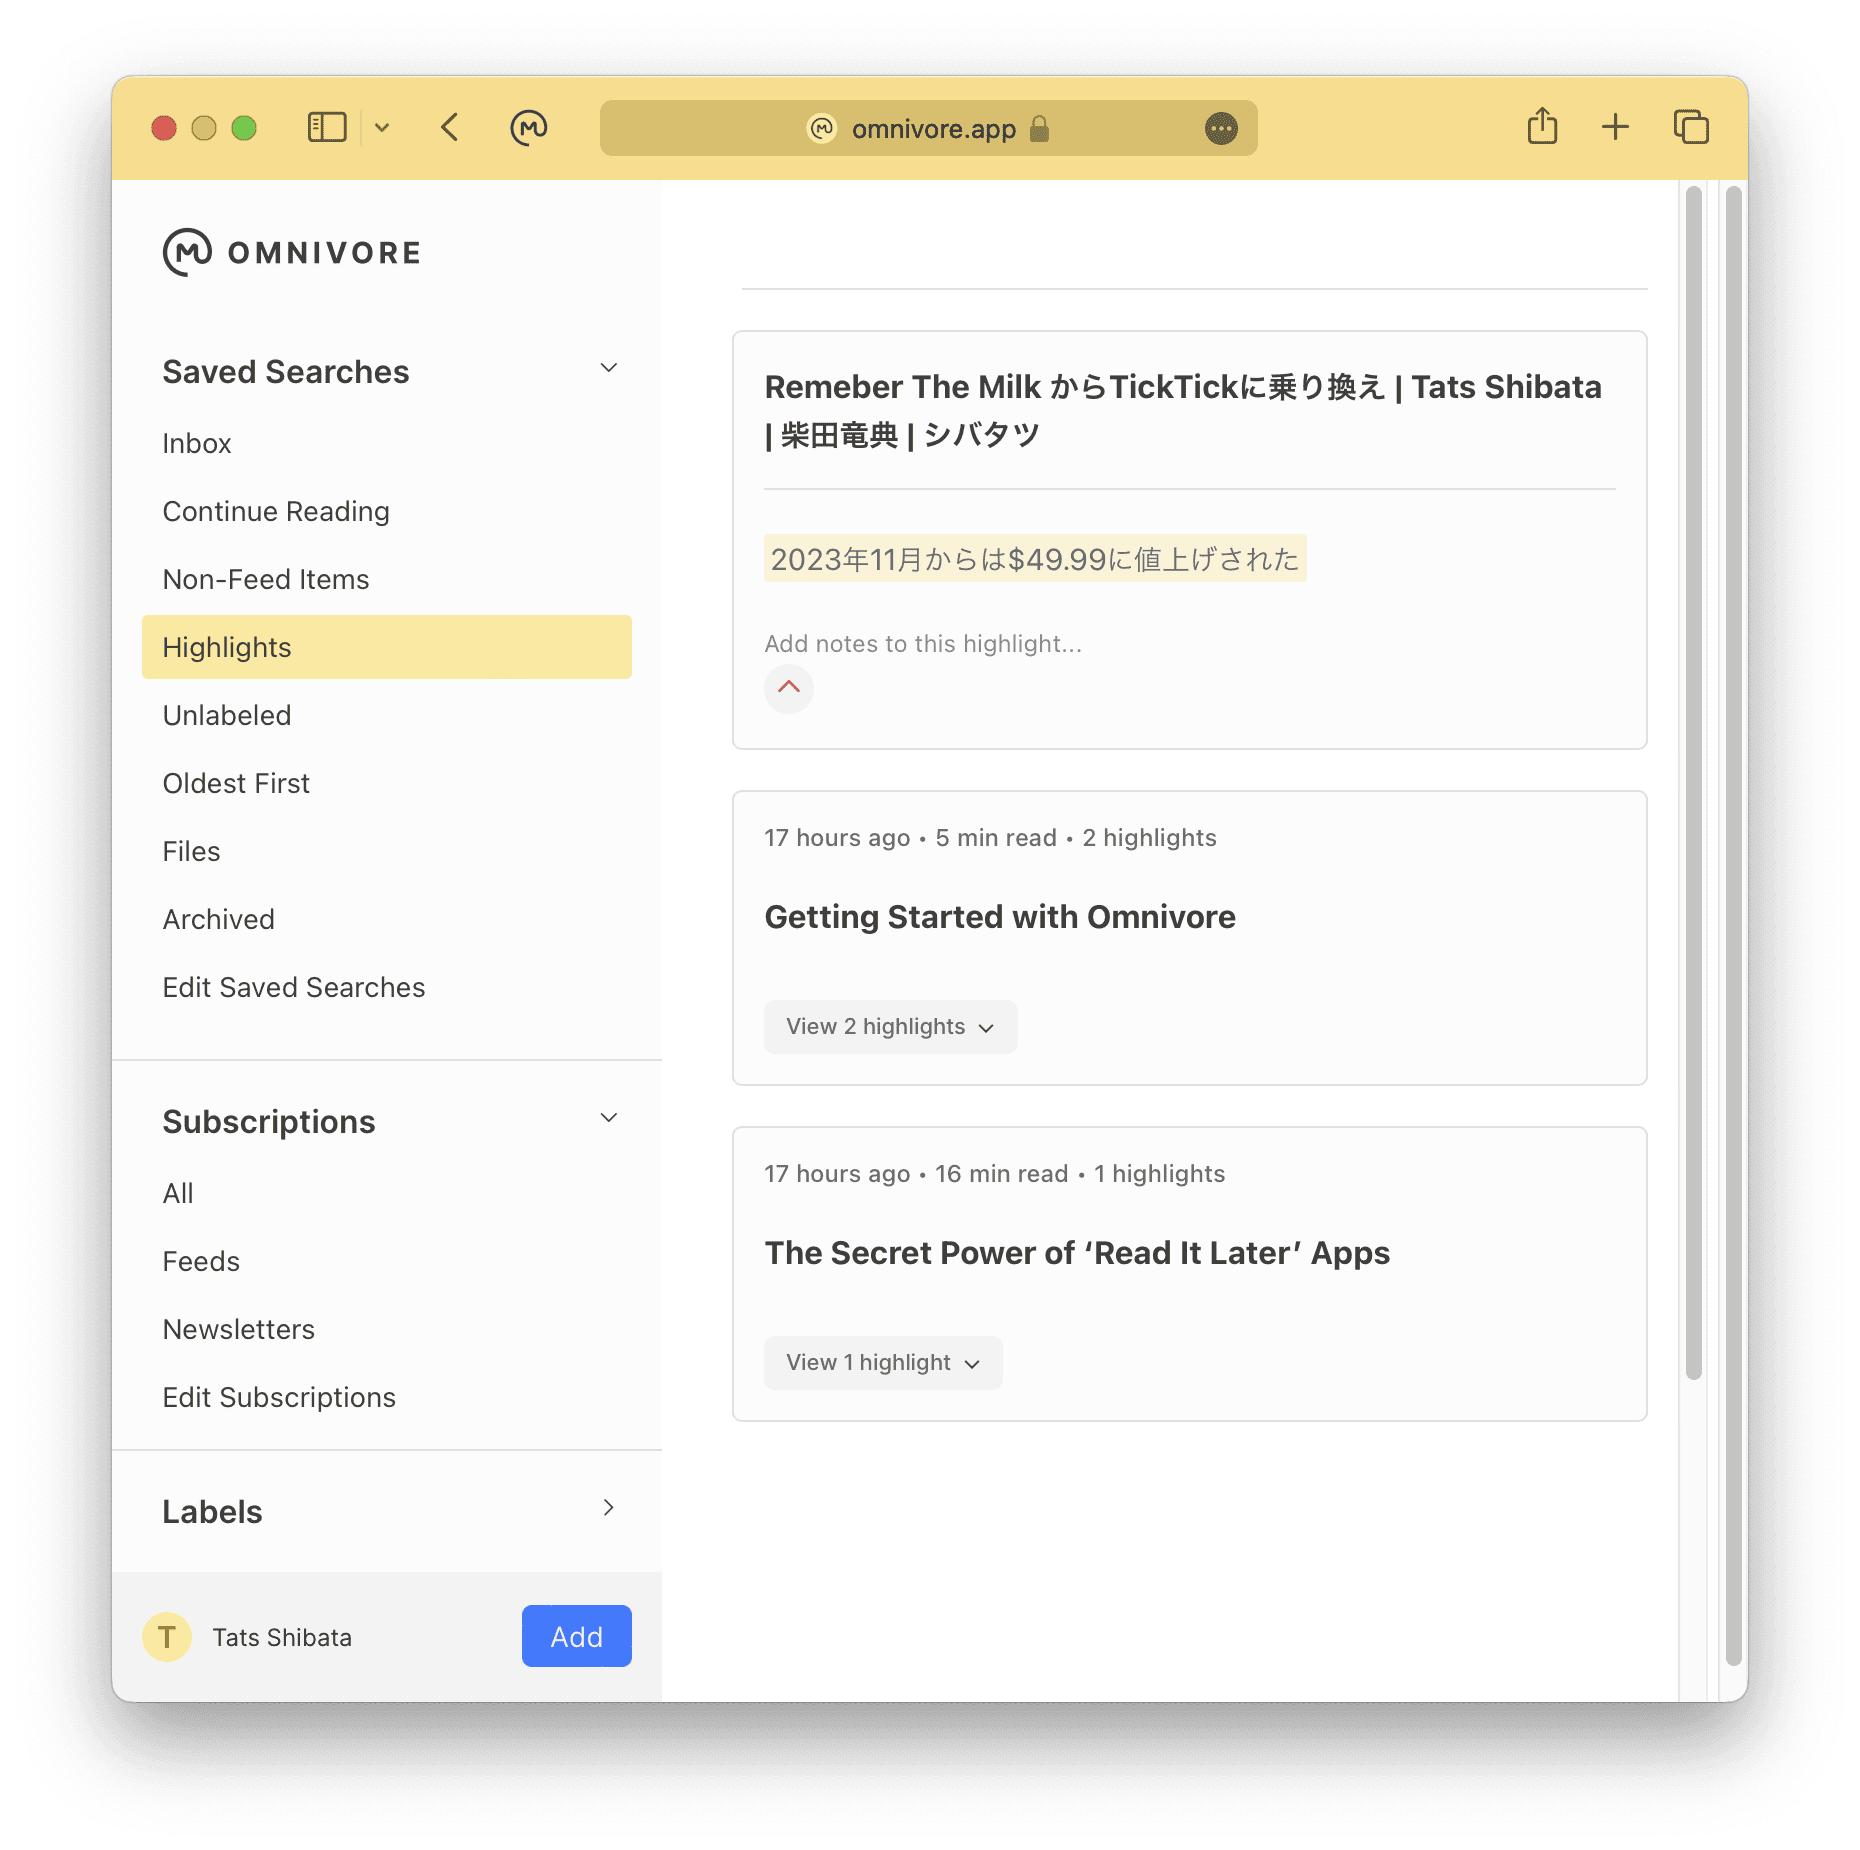 omnivore.app
OMNIVORE
Saved Searches
Inbox
Continue Reading
Non-Feed Items
Highlights
Unlabeled
Oldest First
Files
Archived
Edit Saved Searches
Subscriptions
All
Feeds
Newsletters
Edit Subscriptions
Labels
T
Tats Shibata
Add
Remeber The Milk からTickTickに乗り換え | Tats Shibata
| 柴田竜典 | シバタツ
2023年11月からは$49.99に値上げされた
Add notes to this highlight...
17 hours ago • 5 min read • 2 highlights
Getting Started with Omnivore
View 2 highlights
17 hours ago • 16 min read • 1 highlights
The Secret Power of ‘Read It Later’ Apps
View 1 highlight